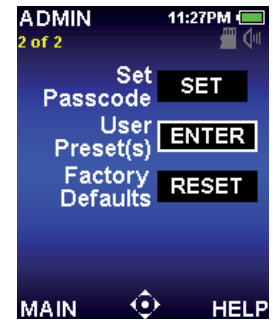 ADMIN 11:27PM
2 of 2
Set
Passcode SET
User
Preset(s) ENTER
Factory
Defaults RESET
MAIN HELP